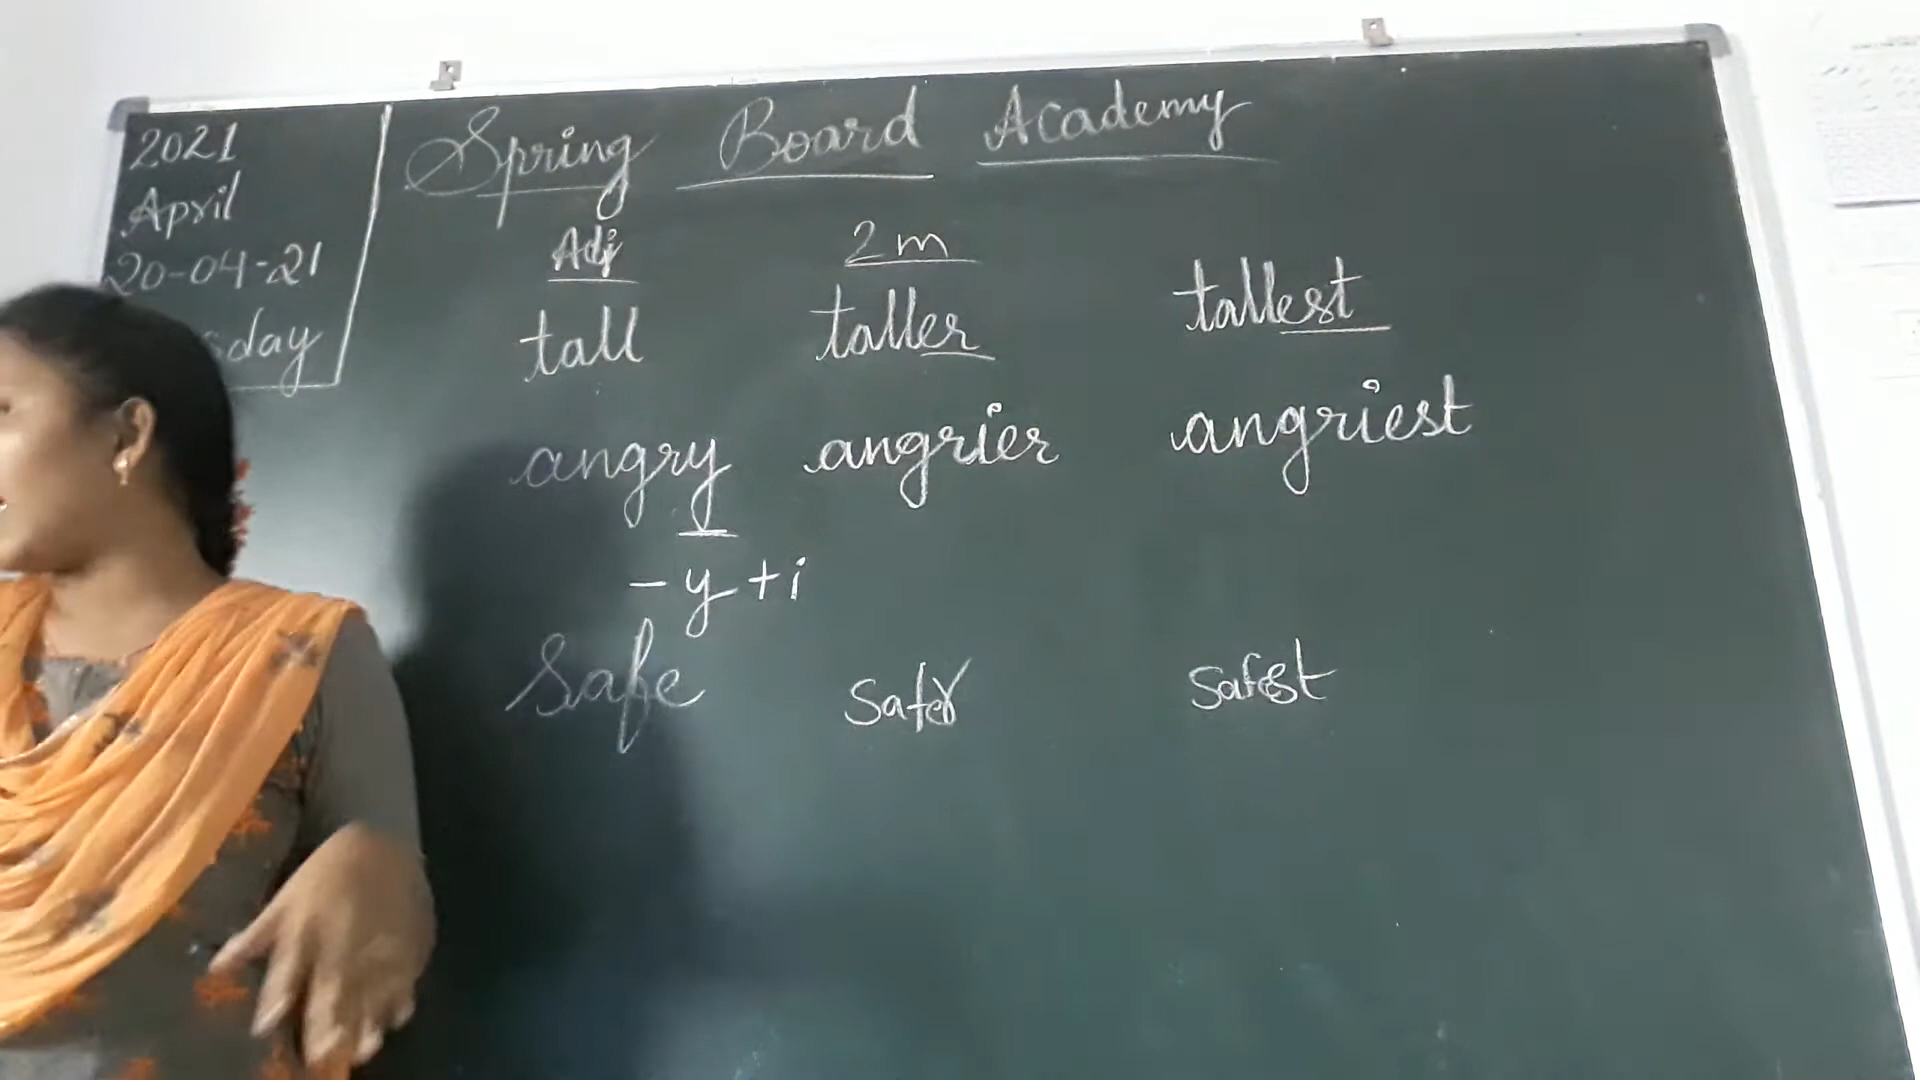 2021
April
20-04-21
sday
Spring Board Academy
Adj 2m
tall taller tallest
angry angrier angriest
- y + i
Safe Safer Safest